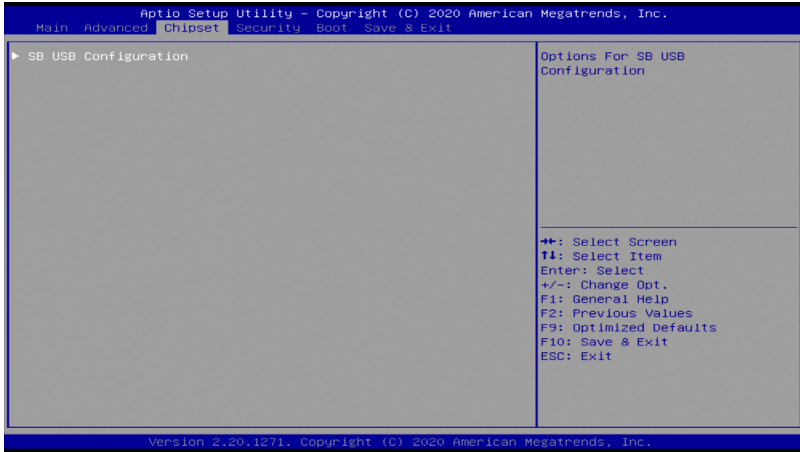 Aptio Setup Utility – Copyright (C) 2020 American Megatrends, Inc.
Main Advanced Chipset Security Boot Save & Exit
▶ SB USB Configuration
Options For SB USB
Configuration
→←: Select Screen
↑↓: Select Item
Enter: Select
+/-: Change Opt.
F1: General Help
F2: Previous Values
F9: Optimized Defaults
F10: Save & Exit
ESC: Exit
Version 2.20.1271. Copyright (C) 2020 American Megatrends, Inc.